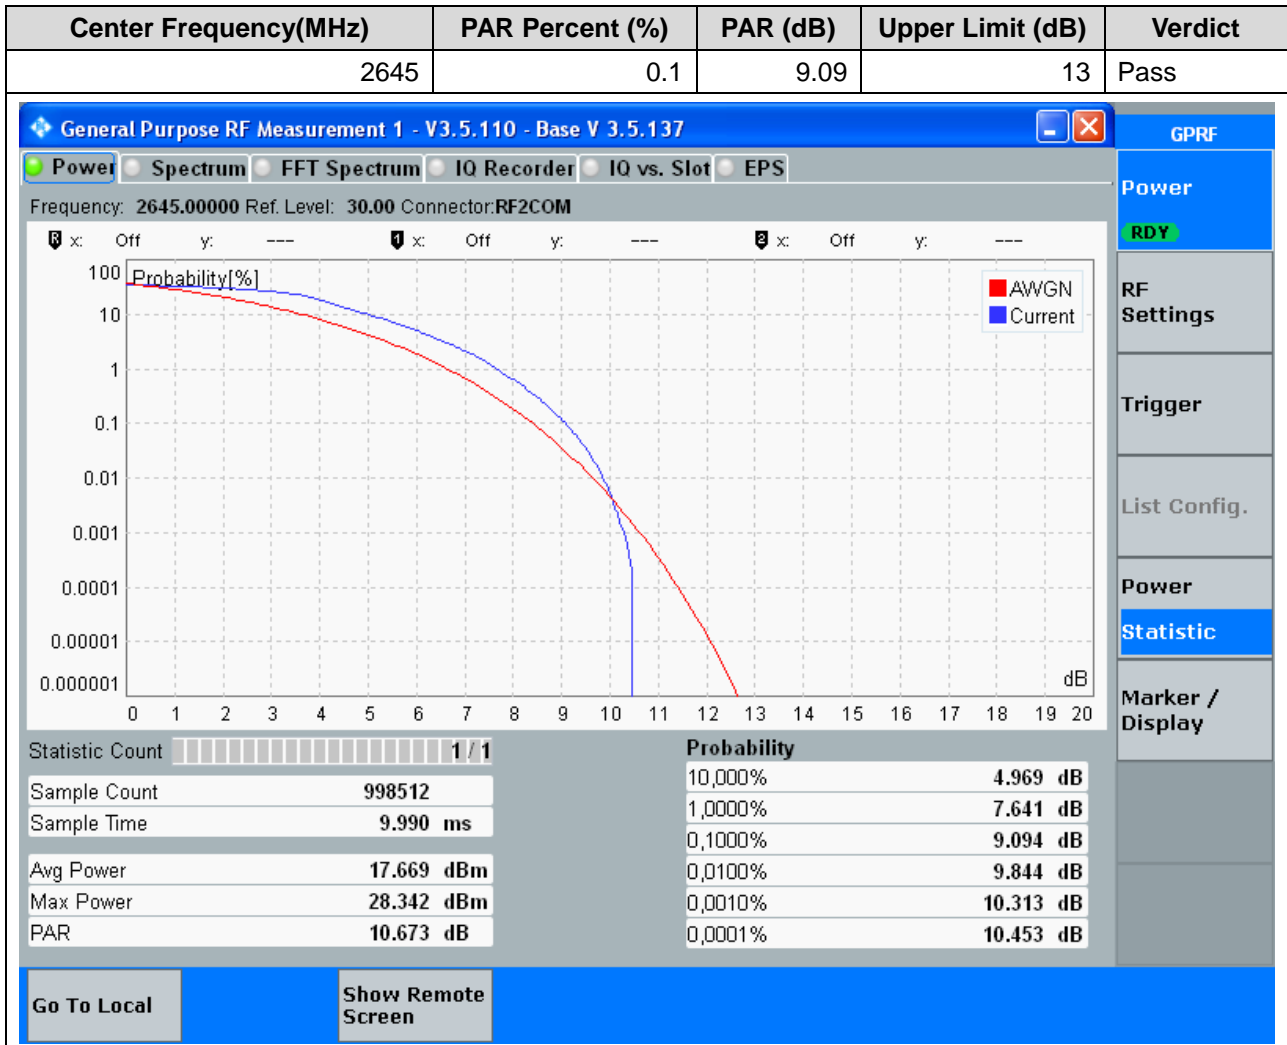 Center Frequency(MHz) PAR Percent (%) PAR (dB) Upper Limit (dB) Verdict
2645 0.1 9.09 13 Pass
General Purpose RF Measurement 1 - V3.5.110 - Base V 3.5.137
GPRF
Power Spectrum FFT Spectrum IQ Recorder IQ vs. Slot EPS
Frequency: 2645.00000 Ref. Level: 30.00 Connector:RF2COM
R x: Off y: --- 1 x: Off y: --- 2 x: Off y: ---
Probability[%]
AWGN
Current
100
10
1
0.1
0.01
0.001
0.0001
0.00001
0.000001
dB
0 1 2 3 4 5 6 7 8 9 10 11 12 13 14 15 16 17 18 19 20
Statistic Count 1 / 1
Sample Count 998512
Sample Time 9.990 ms
Avg Power 17.669 dBm
Max Power 28.342 dBm
PAR 10.673 dB
Probability
10,000% 4.969 dB
1,0000% 7.641 dB
0,1000% 9.094 dB
0,0100% 9.844 dB
0,0010% 10.313 dB
0,0001% 10.453 dB
Power
RDY
RF
Settings
Trigger
List Config.
Power
Statistic
Marker /
Display
Go To Local
Show Remote
Screen